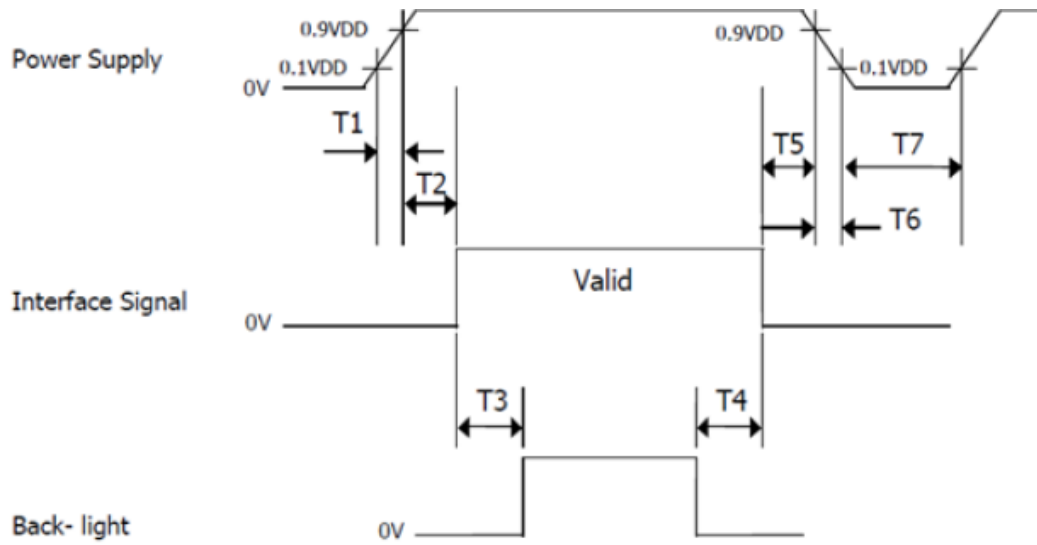 0.9VDD
0.9VDD
Power Supply
0.1VDD
0.1VDD
0V
T1
T5
T7
T2
T6
Valid
Interface Signal
0V
T3
T4
Back- light
0V